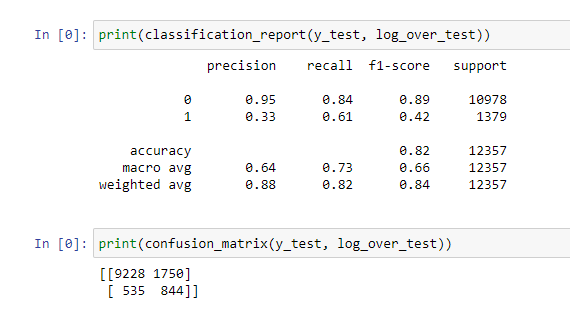 In [0]: print(classification_report(y_test, log_over_test))
precision recall f1-score support
0 0.95 0.84 0.89 10978
1 0.33 0.61 0.42 1379
accuracy 0.82 12357
macro avg 0.64 0.73 0.66 12357
weighted avg 0.88 0.82 0.84 12357
In [0]: print(confusion_matrix(y_test, log_over_test))
[[9228 1750]
[ 535 844]]